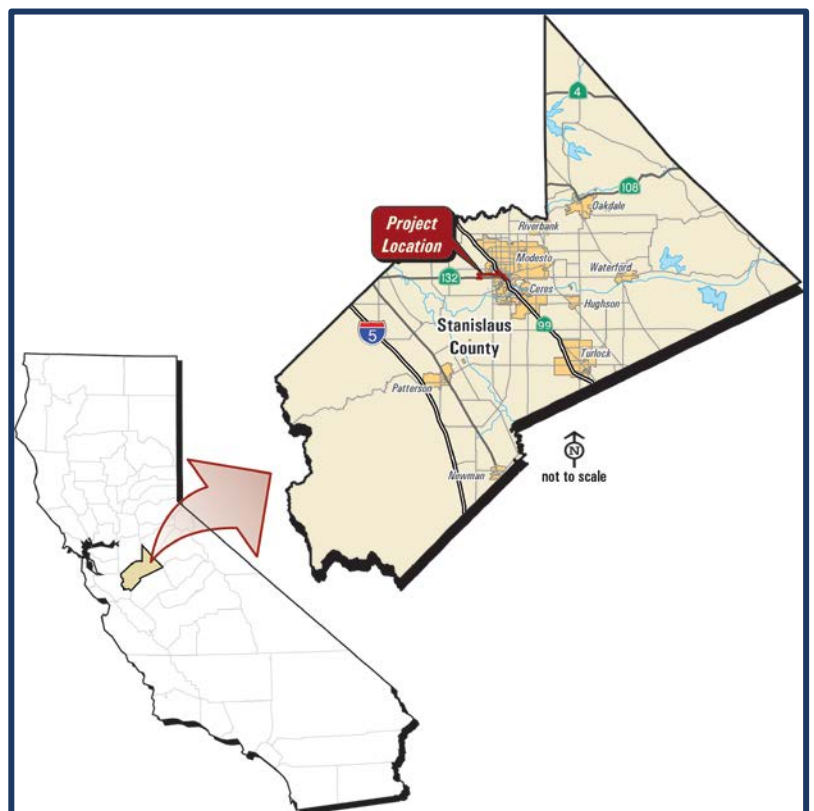 4
108
Oakdale
Riverbank
Project
Location
Modesto
Waterford
132
Ceres
Hughson
Stanislaus
County
99
5
Turlock
Patterson
N
not to scale
Newman